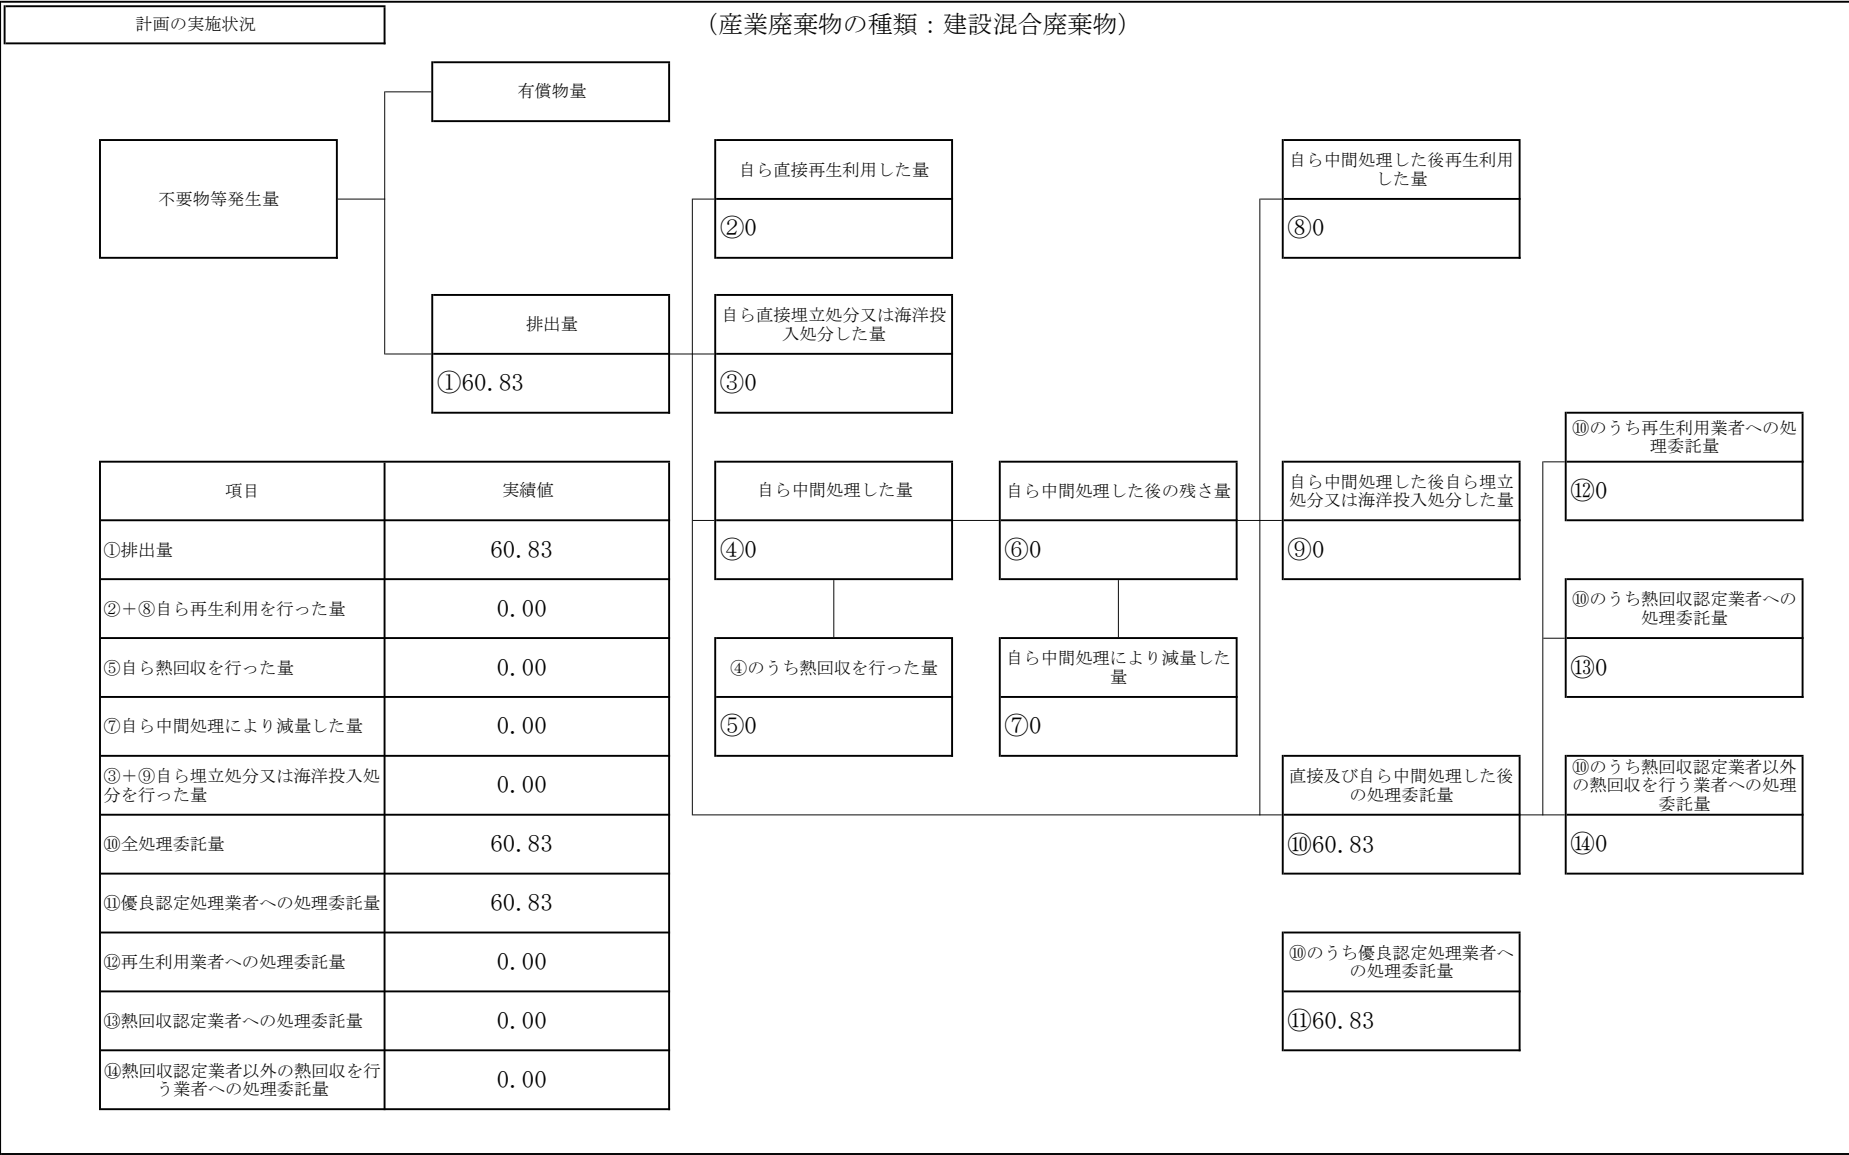 計画の実施状況
（産業廃棄物の種類：建設混合廃棄物）
有償物量
不要物等発生量
自ら直接再生利用した量
②0
自ら中間処理した後再生利用
した量
⑧0
排出量
①60.83
自ら直接埋立処分又は海洋投
入処分した量
③0
項目
実績値
①排出量
60.83
②＋⑧自ら再生利用を行った量
0.00
⑤自ら熱回収を行った量
0.00
⑦自ら中間処理により減量した量
0.00
③＋⑨自ら埋立処分又は海洋投入処
分を行った量
0.00
⑩全処理委託量
60.83
⑪優良認定処理業者への処理委託量
60.83
⑫再生利用業者への処理委託量
0.00
⑬熱回収認定業者への処理委託量
0.00
⑭熱回収認定業者以外の熱回収を行
う業者への処理委託量
0.00
自ら中間処理した量
④0
④のうち熱回収を行った量
⑤0
自ら中間処理した後の残さ量
⑥0
自ら中間処理により減量した
量
⑦0
自ら中間処理した後自ら埋立
処分又は海洋投入処分した量
⑨0
直接及び自ら中間処理した後
の処理委託量
⑩60.83
⑩のうち優良認定処理業者へ
の処理委託量
⑪60.83
⑩のうち再生利用業者への処
理委託量
⑫0
⑩のうち熱回収認定業者への
処理委託量
⑬0
⑩のうち熱回収認定業者以外
の熱回収を行う業者への処理
委託量
⑭0